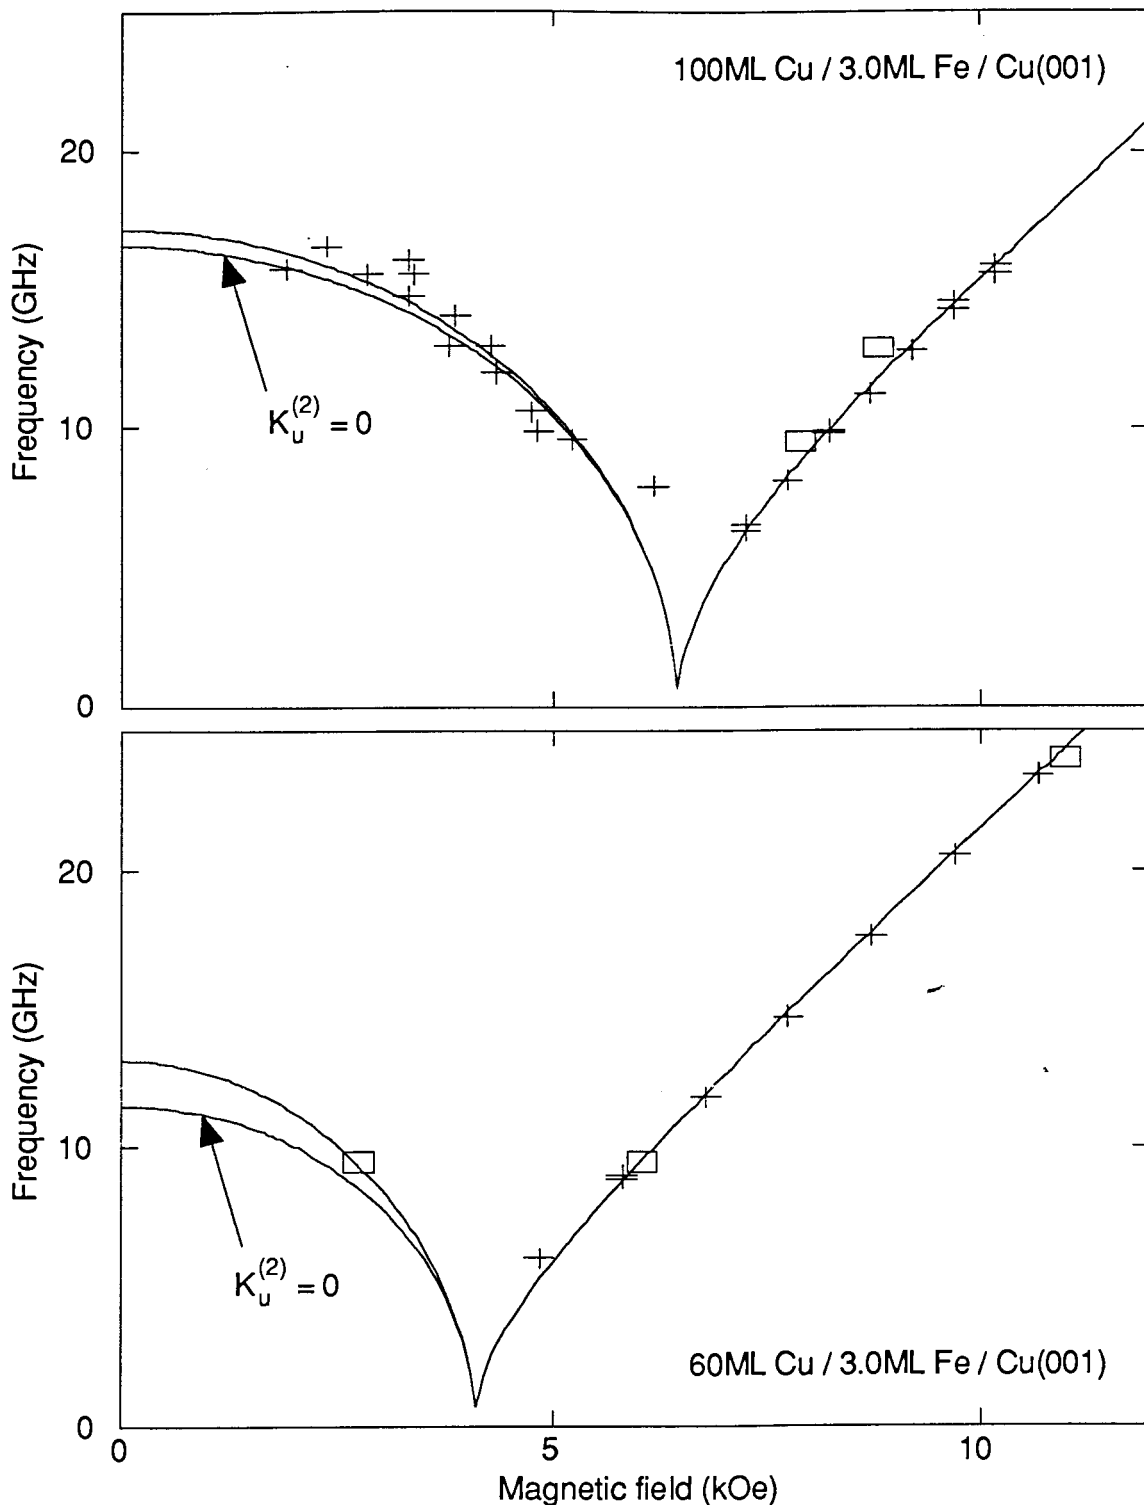 100ML Cu / 3.0ML Fe / Cu(001)
20
10
0
Frequency (GHz)
K_u^(2) = 0
20
10
0
Frequency (GHz)
K_u^(2) = 0
60ML Cu / 3.0ML Fe / Cu(001)
0 5 10
Magnetic field (kOe)